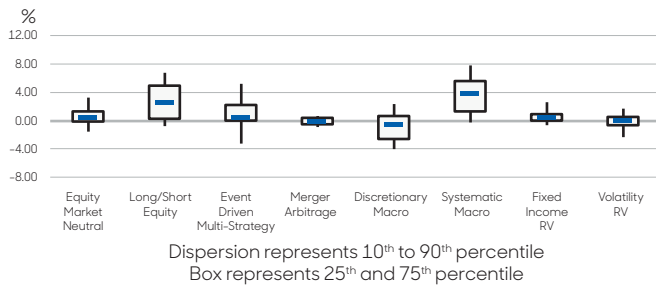 %
12.00
8.00
4.00
0.00
-4.00
-8.00
Equity
Market
Neutral
Long/Short
Equity
Event
Driven
Multi-Strategy
Merger
Arbitrage
Discretionary
Macro
Systematic
Macro
Fixed
Income
RV
Volatility
RV
Dispersion represents 10th to 90th percentile
Box represents 25th and 75th percentile